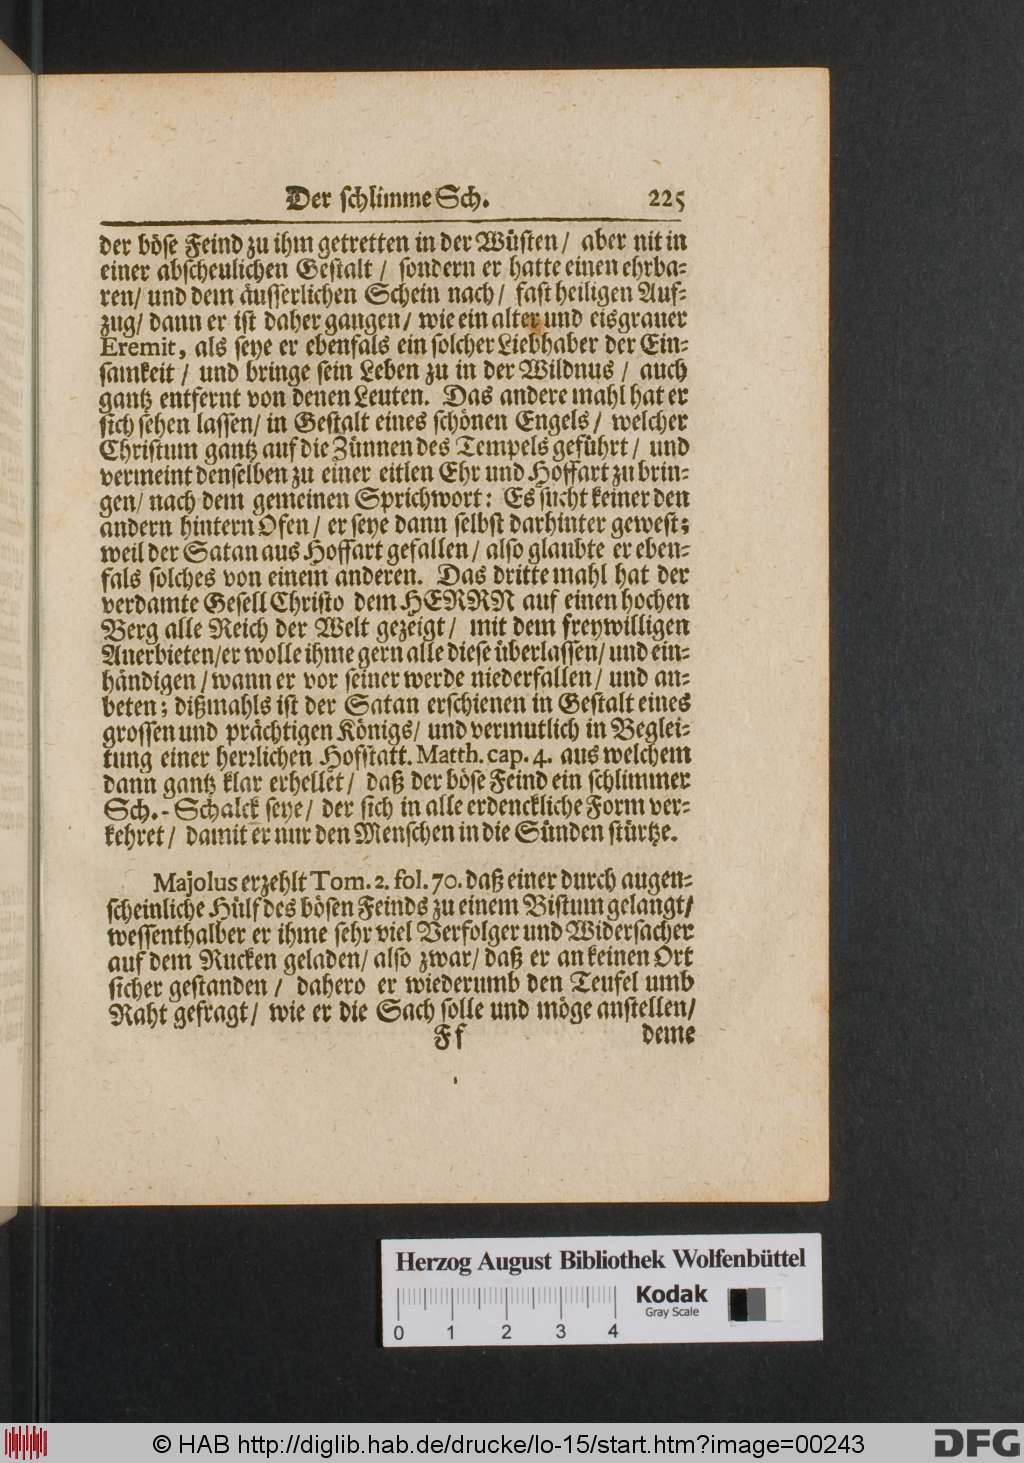 Der schlimme Sch. 225
der böse Feind zu ihm getretten in der Wüsten / aber nit in
einer abscheulichen Gestalt / sondern er hatte einen ehrba-
ren / und dem äusserlichen Schein nach / fast heiligen Auf-
zug / dann er ist daher gangen / wie ein alter und eisgrauer
Eremit, als seye er ebenfals ein solcher Liebhaber der Ein-
samkeit / und bringe sein Leben zu in der Wildnus / auch
gantz entfernt von denen Leuten. Das andere mahl hat er
sich sehen lassen / in Gestalt eines schönen Engels / welcher
Christum gantz auf die Zünnen des Tempels geführt / und
vermeint denselben zu einer eitlen Ehr und Hoffart zu brin-
gen / nach dem gemeinen Sprichwort: Es sucht keiner den
andern hintern Ofen / er seye dann selbst darhinter gewest;
weil der Satan aus Hoffart gefallen / also glaubte er eben-
fals solches von einem anderen. Das dritte mahl hat der
verdamte Gesell Christo dem HERRN auf einen hochen
Berg alle Reich der Welt gezeigt / mit dem freywilligen
Anerbieten / er wolle ihme gern alle diese überlassen / und ein-
händigen / wann er vor seiner werde niederfallen / und an-
beten; dißmahls ist der Satan erschienen in Gestalt eines
grossen und prächtigen Königs / und vermutlich in Beglei-
tung einer herzlichen Hofstatt. Matth. cap. 4. aus welchem
dann gantz klar erhellet / daß der böse Feind ein schlimmer
Sch. - Schalck seye / der sich in alle erdenckliche Form ver-
kehret / damit er nur den Menschen in die Sünden stürtze.
Majolus erzehlt Tom. 2. fol. 70. daß einer durch augen-
scheinliche Hülf des bösen Feinds zu einem Bistum gelangt /
wessenthalber er ihme sehr viel Verfolger und Widersacher
auf dem Rucken geladen / also zwar / daß er an keinen Ort
sicher gestanden / dahero er wiederumb den Teufel umb
Raht gefragt / wie er die Sach solle und möge anstellen /
Ff deme
Herzog August Bibliothek Wolfenbüttel
Kodak
Gray Scale
0 1 2 3 4
© HAB http://diglib.hab.de/drucke/lo-15/start.htm?image=00243
DFG